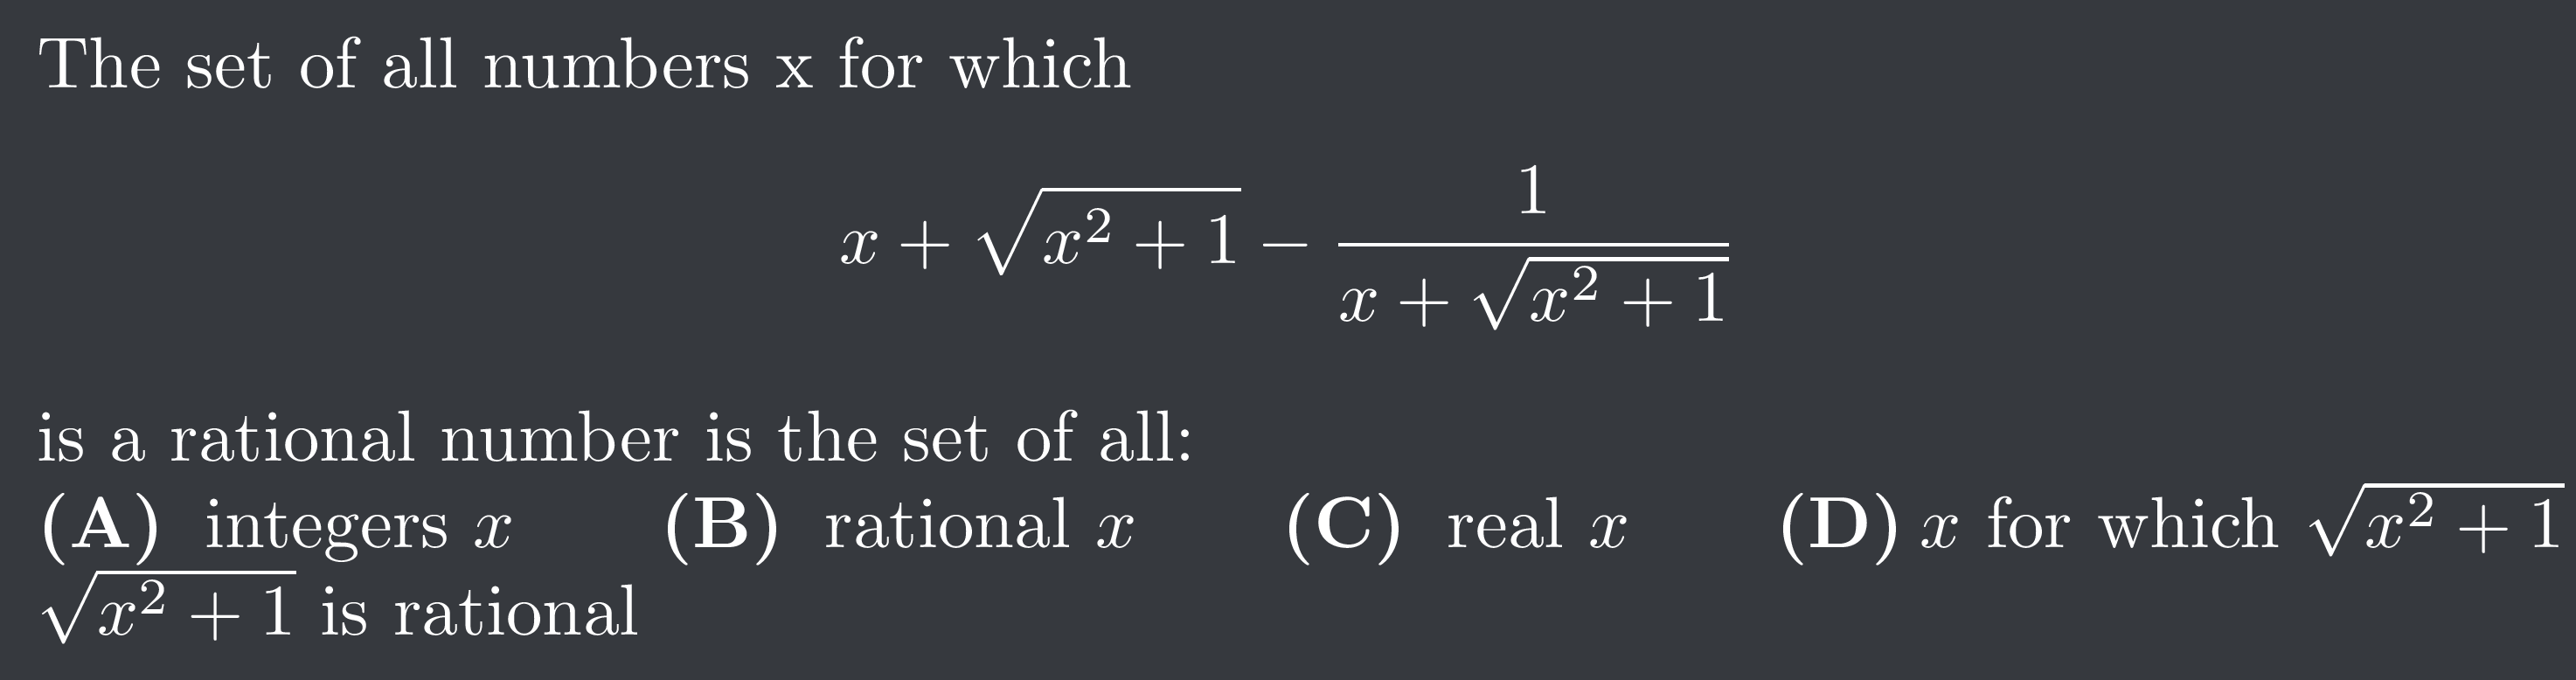 The set of all numbers x for which
$$x + \sqrt{x^2 + 1} - \frac{1}{x + \sqrt{x^2 + 1}}$$
is a rational number is the set of all:
(A) integers $x$ (B) rational $x$ (C) real $x$ (D) $x$ for which $\sqrt{x^2 + 1}$
$\sqrt{x^2 + 1}$ is rational